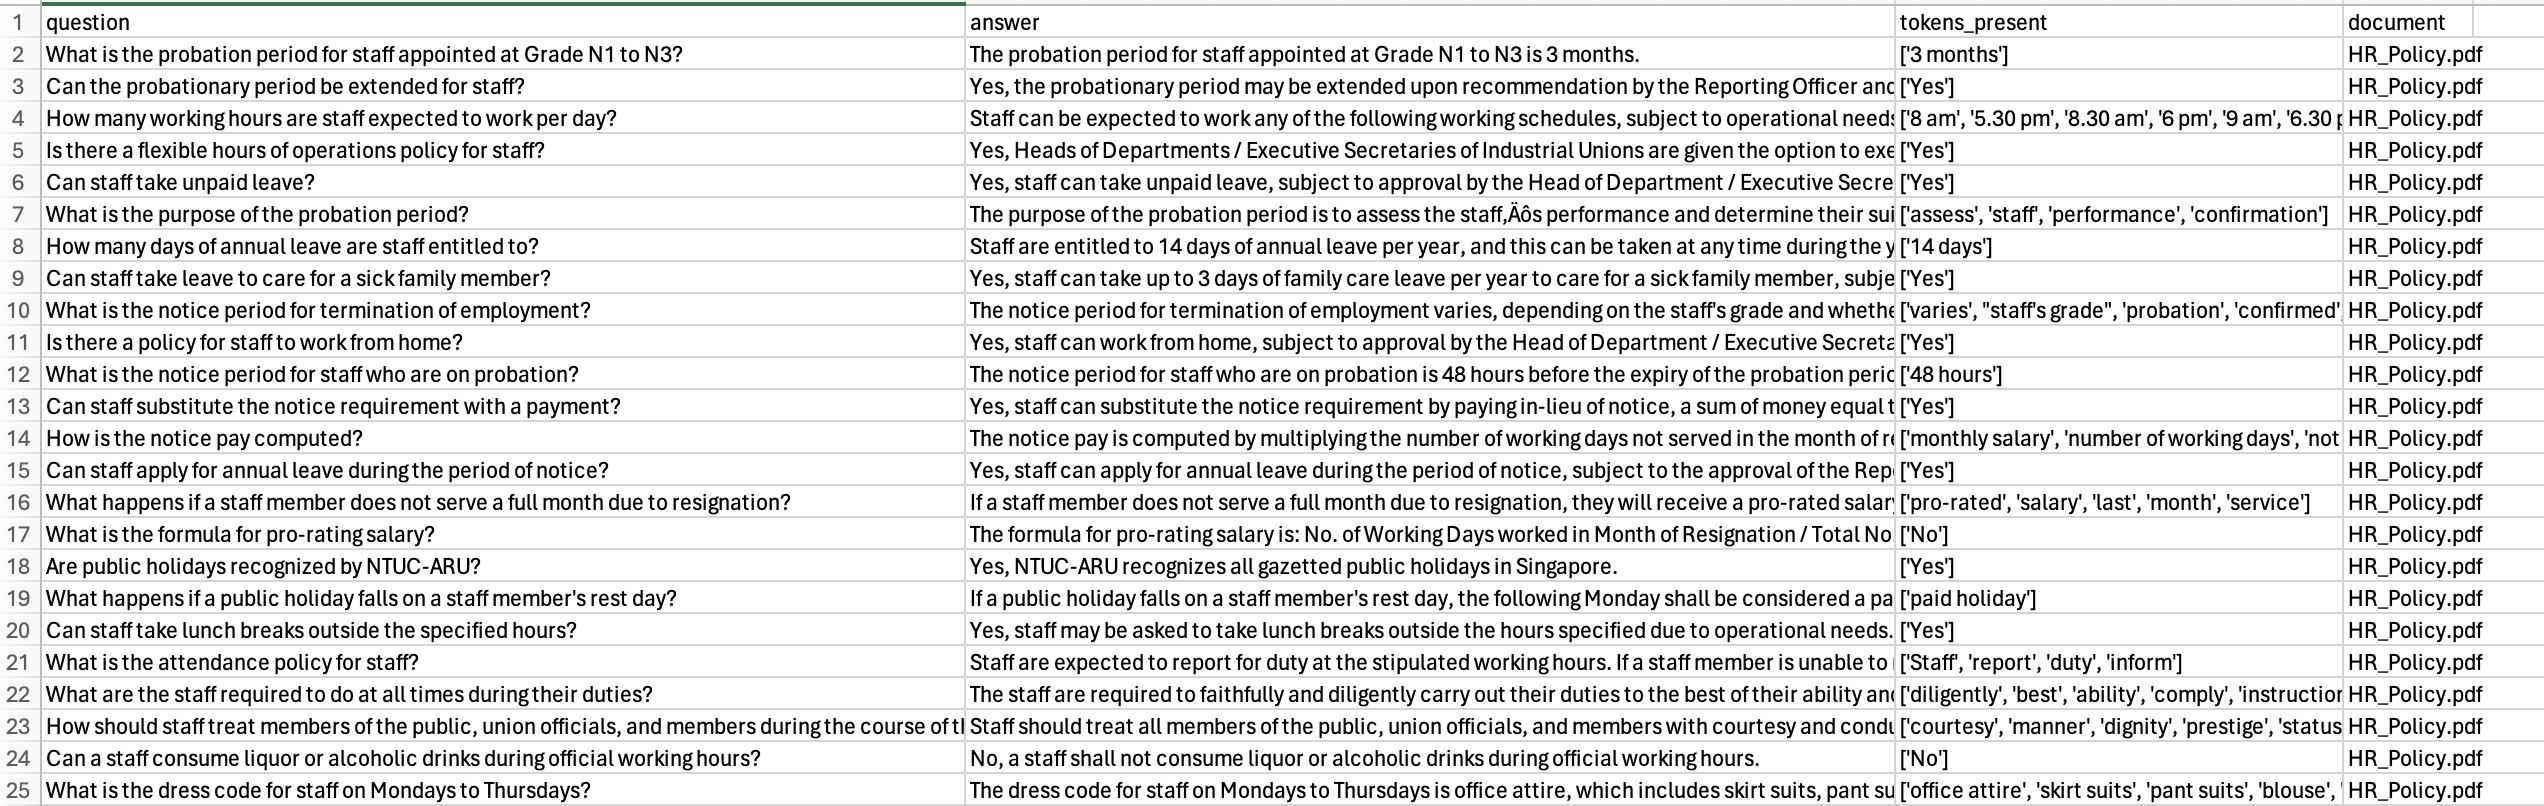 1 question answer tokens_present document
2 What is the probation period for staff appointed at Grade N1 to N3? The probation period for staff appointed at Grade N1 to N3 is 3 months. ['3 months'] HR_Policy.pdf
3 Can the probationary period be extended for staff? Yes, the probationary period may be extended upon recommendation by the Reporting Officer and ['Yes'] HR_Policy.pdf
4 How many working hours are staff expected to work per day? Staff can be expected to work any of the following working schedules, subject to operational needs ['8 am', '5.30 pm', '8.30 am', '6 pm', '9 am', '6.30 p HR_Policy.pdf
5 Is there a flexible hours of operations policy for staff? Yes, Heads of Departments / Executive Secretaries of Industrial Unions are given the option to exe ['Yes'] HR_Policy.pdf
6 Can staff take unpaid leave? Yes, staff can take unpaid leave, subject to approval by the Head of Department / Executive Secre ['Yes'] HR_Policy.pdf
7 What is the purpose of the probation period? The purpose of the probation period is to assess the staff‚Äôs performance and determine their sui ['assess', 'staff', 'performance', 'confirmation'] HR_Policy.pdf
8 How many days of annual leave are staff entitled to? Staff are entitled to 14 days of annual leave per year, and this can be taken at any time during the y ['14 days'] HR_Policy.pdf
9 Can staff take leave to care for a sick family member? Yes, staff can take up to 3 days of family care leave per year to care for a sick family member, subje ['Yes'] HR_Policy.pdf
10 What is the notice period for termination of employment? The notice period for termination of employment varies, depending on the staff's grade and whethe ['varies', "staff's grade", 'probation', 'confirmed', HR_Policy.pdf
11 Is there a policy for staff to work from home? Yes, staff can work from home, subject to approval by the Head of Department / Executive Secreta ['Yes'] HR_Policy.pdf
12 What is the notice period for staff who are on probation? The notice period for staff who are on probation is 48 hours before the expiry of the probation peric ['48 hours'] HR_Policy.pdf
13 Can staff substitute the notice requirement with a payment? Yes, staff can substitute the notice requirement by paying in-lieu of notice, a sum of money equal t ['Yes'] HR_Policy.pdf
14 How is the notice pay computed? The notice pay is computed by multiplying the number of working days not served in the month of re ['monthly salary', 'number of working days', 'not HR_Policy.pdf
15 Can staff apply for annual leave during the period of notice? Yes, staff can apply for annual leave during the period of notice, subject to the approval of the Repo ['Yes'] HR_Policy.pdf
16 What happens if a staff member does not serve a full month due to resignation? If a staff member does not serve a full month due to resignation, they will receive a pro-rated salary ['pro-rated', 'salary', 'last', 'month', 'service'] HR_Policy.pdf
17 What is the formula for pro-rating salary? The formula for pro-rating salary is: No. of Working Days worked in Month of Resignation / Total No. ['No'] HR_Policy.pdf
18 Are public holidays recognized by NTUC-ARU? Yes, NTUC-ARU recognizes all gazetted public holidays in Singapore. ['Yes'] HR_Policy.pdf
19 What happens if a public holiday falls on a staff member's rest day? If a public holiday falls on a staff member's rest day, the following Monday shall be considered a pa ['paid holiday'] HR_Policy.pdf
20 Can staff take lunch breaks outside the specified hours? Yes, staff may be asked to take lunch breaks outside the hours specified due to operational needs. ['Yes'] HR_Policy.pdf
21 What is the attendance policy for staff? Staff are expected to report for duty at the stipulated working hours. If a staff member is unable to ['Staff', 'report', 'duty', 'inform'] HR_Policy.pdf
22 What are the staff required to do at all times during their duties? The staff are required to faithfully and diligently carry out their duties to the best of their ability and ['diligently', 'best', 'ability', 'comply', 'instruction HR_Policy.pdf
23 How should staff treat members of the public, union officials, and members during the course of th Staff should treat all members of the public, union officials, and members with courtesy and condu ['courtesy', 'manner', 'dignity', 'prestige', 'status HR_Policy.pdf
24 Can a staff consume liquor or alcoholic drinks during official working hours? No, a staff shall not consume liquor or alcoholic drinks during official working hours. ['No'] HR_Policy.pdf
25 What is the dress code for staff on Mondays to Thursdays? The dress code for staff on Mondays to Thursdays is office attire, which includes skirt suits, pant su ['office attire', 'skirt suits', 'pant suits', 'blouse', ' HR_Policy.pdf